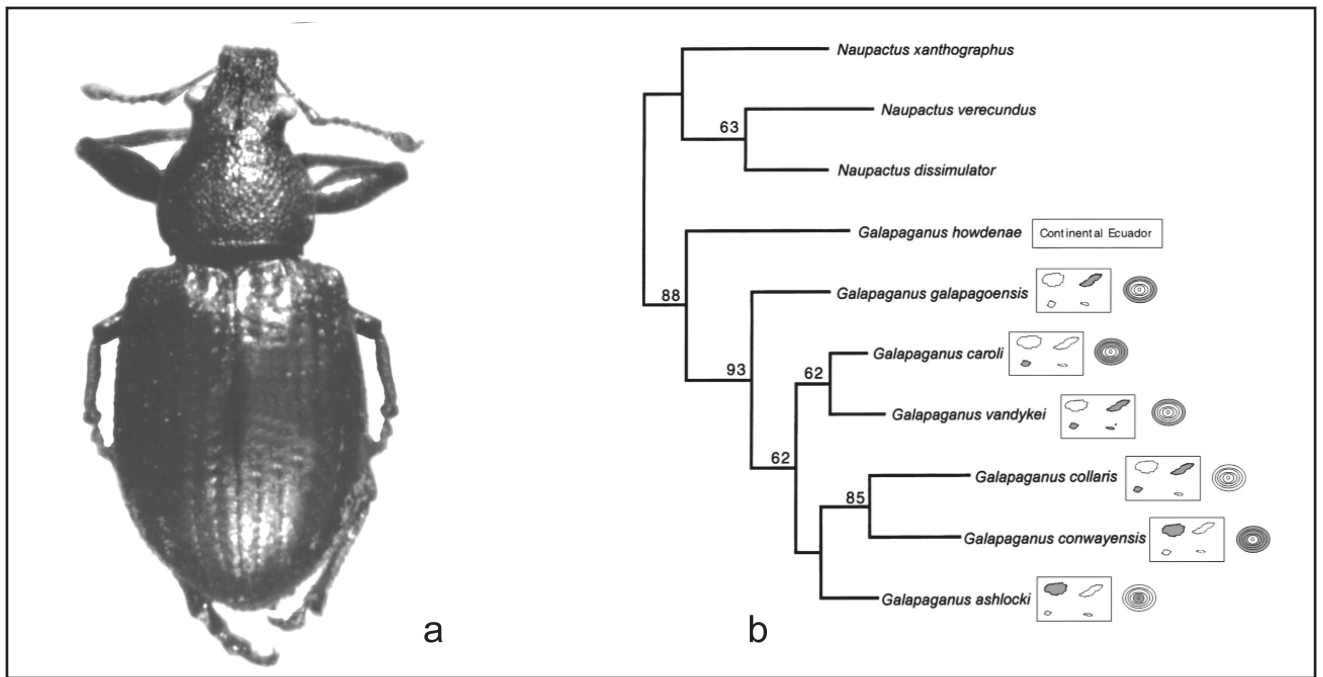 Naupactus xanthographus
63
Naupactus verecundus
Naupactus dissimulator
Galapaganus howdenae
Continental Ecuador
88
Galapaganus galapagoensis
Galapaganus caroli
93
62
Galapaganus vandykei
62
Galapaganus collaris
85
Galapaganus conwayensis
Galapaganus ashlocki
a
b